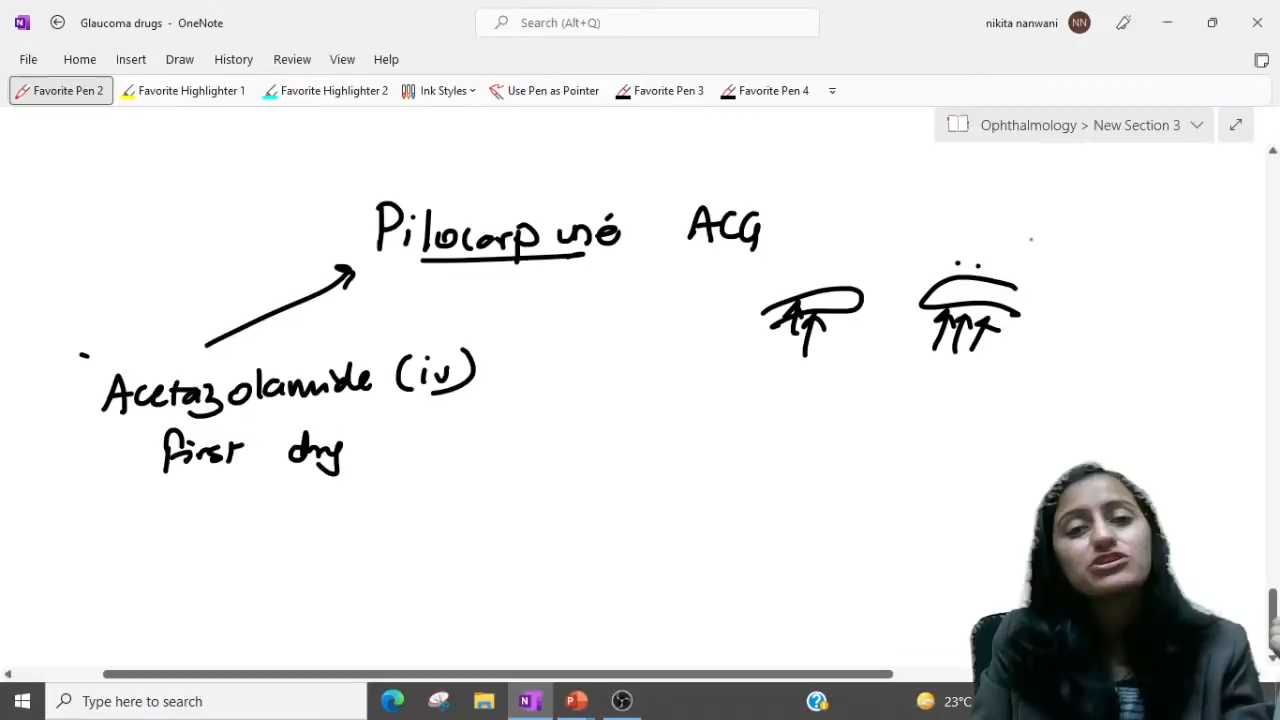 Glaucoma drugs - OneNote
Search (Alt+Q)
nikita nanwani NN
File Home Insert Draw History Review View Help
Favorite Pen 2 Favorite Highlighter 1 Favorite Highlighter 2 Ink Styles Use Pen as Pointer Favorite Pen 3 Favorite Pen 4
Ophthalmology > New Section 3
Pilocarpine ACG
Acetazolamide (iv)
first drug
Type here to search
23°C